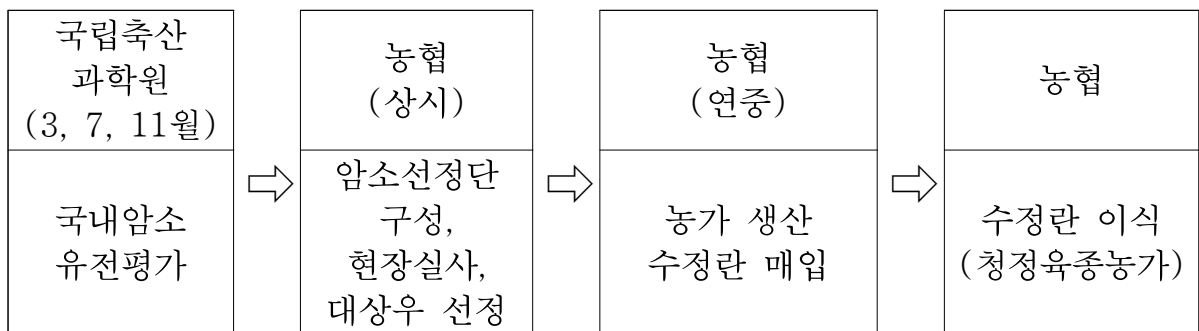 국립축산
과학원
(3, 7, 11월)
국내암소
유전평가
⇨
농협
(상시)
암소선정단
구성,
현장실사,
대상우 선정
⇨
농협
(연중)
농가 생산
수정란 매입
⇨
농협
수정란 이식
(청정육종농가)